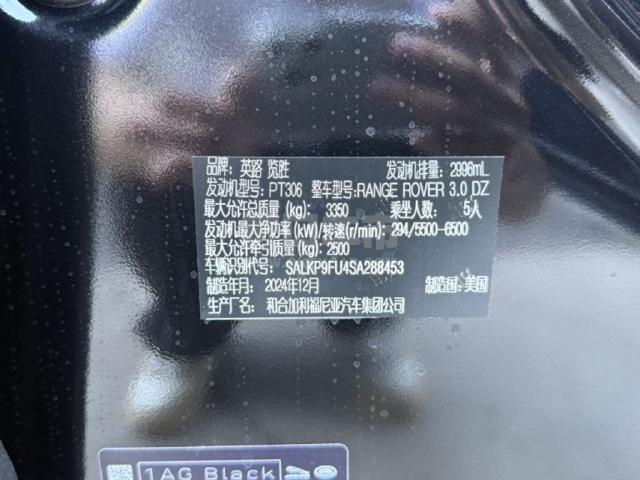 品牌：英路 览胜 发动机排量：2996mL
发动机型号：PT306 整车型号：RANGE ROVER 3.0 DZ
最大允许总质量（kg）：3350 乘坐人数：5人
发动机最大净功率（kW）/转速（r/min）：294/5500-6500
最大允许牵引质量（kg）：2500
车辆识别代号：SALKP9FU4SA288453
制造年月：2024年12月 制造国：美国
生产厂名：和合加利福尼亚汽车集团公司
1AG Black